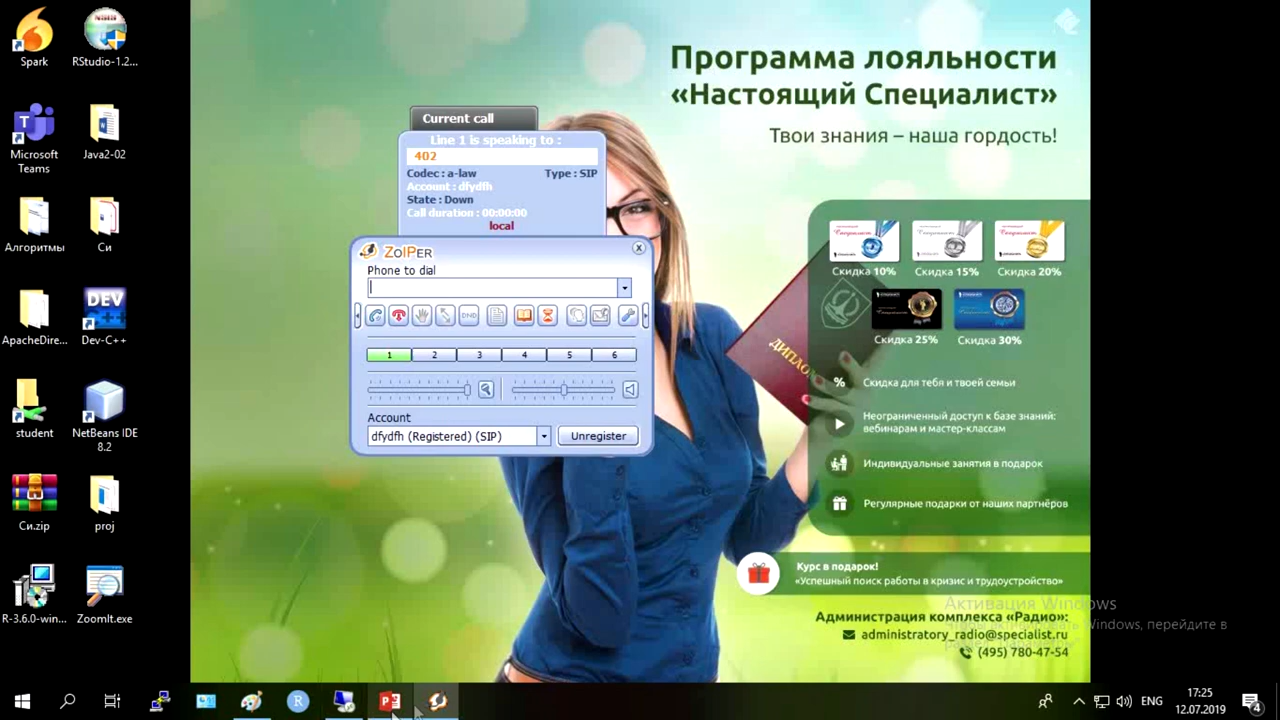 Spark
RStudio-1.2...
Microsoft
Teams
Java2-02
Алгоритмы
Си
ApacheDire...
Dev-C++
DEV
student
NetBeans IDE
8.2
Си.zip
proj
R-3.6.0-win...
ZoomIt.exe
Программа лояльности
«Настоящий Специалист»
Твои знания – наша гордость!
Current call
Line 1 is speaking to :
402
Codec : a-law Type : SIP
Account : dfydfh
State : Down
Call duration : 00:00:00
local
ZOIPER
Phone to dial
DND
1 2 3 4 5 6
Account
dfydfh (Registered) (SIP)
Unregister
ДИПЛОМ
Скидка 10% Скидка 15% Скидка 20%
Скидка 25% Скидка 30%
% Скидка для тебя и твоей семьи
Неограниченный доступ к базе знаний:
вебинарам и мастер-классам
Индивидуальные занятия в подарок
Регулярные подарки от наших партнёров
Курс в подарок!
«Успешный поиск работы в кризис и трудоустройство»
Активация Windows
Windows, перейдите в
Администрация комплекса «Радио»:
administratory_radio@specialist.ru
(495) 780-47-54
ENG
17:25
12.07.2019
4